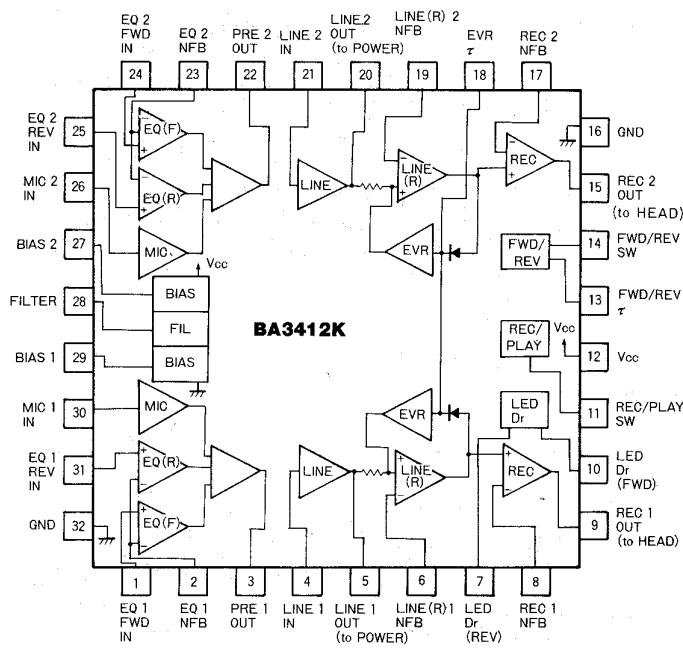 EQ 2
FWD
IN
EQ 2
NFB
PRE 2
OUT
LINE 2
IN
LINE 2
OUT
(to POWER)
LINE(R) 2
NFB
EVR
τ
REC 2
NFB
24
23
22
21
20
19
18
17
EQ 2
REV
IN
25
MIC 2
IN
26
BIAS 2
27
FILTER
28
BIAS 1
29
MIC 1
IN
30
EQ 1
REV
IN
31
GND
32
EQ(F)
EQ(R)
MIC
Vcc
BIAS
FIL
BIAS
MIC
EQ(R)
EQ(F)
LINE
LINE
(R)
EVR
REC
FWD/
REV
BA3412K
REC/
PLAY
Vcc
EVR
LED
Dr
LINE
LINE
(R)
REC
16
GND
15
REC 2
OUT
(to HEAD)
14
FWD/REV
SW
13
FWD/REV
τ
12
Vcc
11
REC/PLAY
SW
10
LED
Dr
(FWD)
9
REC 1
OUT
(to HEAD)
1
2
3
4
5
6
7
8
EQ 1
FWD
IN
EQ 1
NFB
PRE 1
OUT
LINE 1
IN
LINE 1
OUT
(to POWER)
LINE(R) 1
NFB
LED
Dr
(REV)
REC 1
NFB